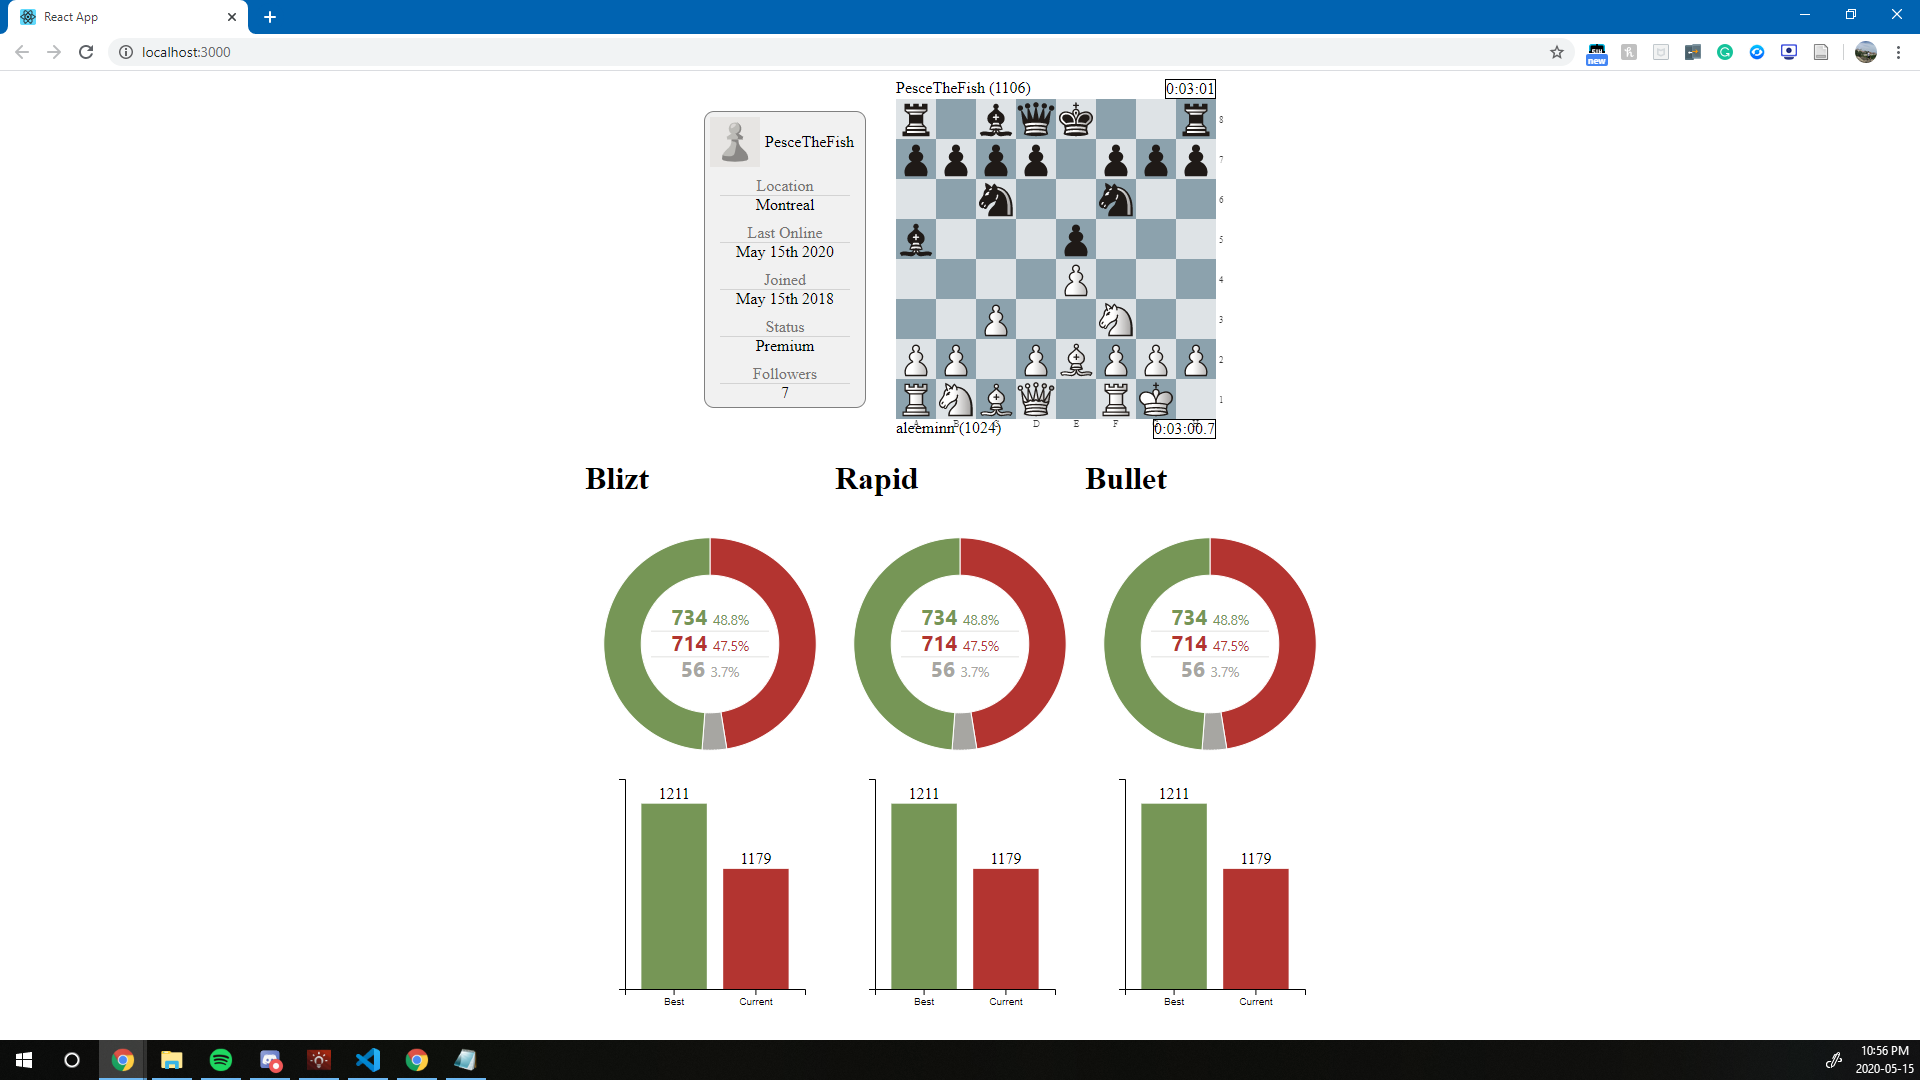 React App
localhost:3000
new
PesceTheFish (1106)
0:03:01
PesceTheFish
Location
Montreal
Last Online
May 15th 2020
Joined
May 15th 2018
Status
Premium
Followers
7
8
7
6
5
4
3
2
1
A B C D E F G H
aleeminn (1024)
0:03:00.7
Blizt
Rapid
Bullet
734 48.8%
714 47.5%
56 3.7%
734 48.8%
714 47.5%
56 3.7%
734 48.8%
714 47.5%
56 3.7%
1211
1179
Best
Current
1211
1179
Best
Current
1211
1179
Best
Current
10:56 PM
2020-05-15